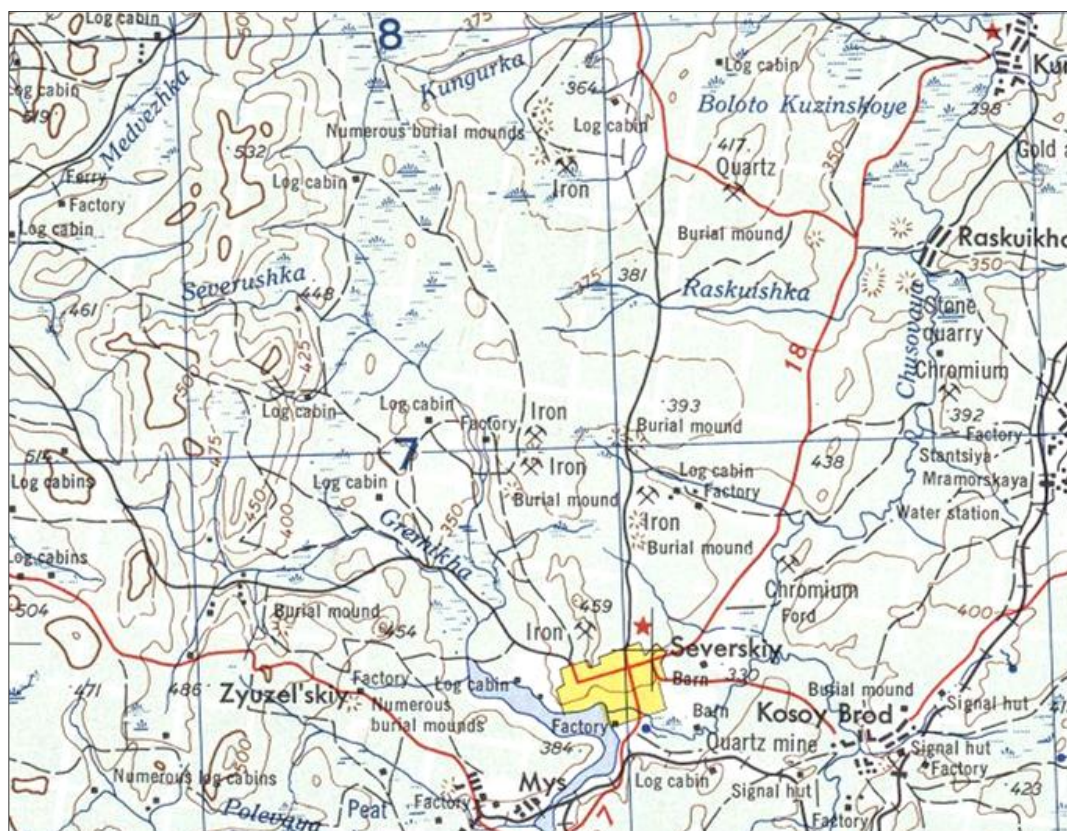 Log cabin
8
375
Kungurka
364
Log cabin
Boloto Kuzinskoye
398
519
Medvezhka
Numerous burial mounds
Log cabin
417
350
Quartz
532
Iron
Ferry
Factory
Log cabin
Log cabin
Burial mound
Raskuikha
350
Severushka
448
375
381
Raskuishka
461
Chusovaya
Stone
quarry
18
Chromium
500
425
Log cabin
Log cabin
Iron
393
Burial mound
392
Factory
Factory
514
Log cabins
475
7
Iron
Log cabin
Factory
438
Stantsiya
Mramorskaya
Log cabin
450
400
350
Burial mound
Iron
Burial mound
Water station
Gremikha
Log cabins
Chromium
Ford
504
Burial mound
454
459
Iron
400
Severskiy
Barn
330
471
486
Zyuzel'skiy
Factory
Numerous
burial mounds
Log cabin
Factory
Barn
Burial mound
Kosoy Brod
Signal hut
384
Quartz mine
Signal hut
Factory
Numerous log cabins
500
Polevaya
Peat
Factory
Mys
Log cabin
Signal hut
Factory
423
7